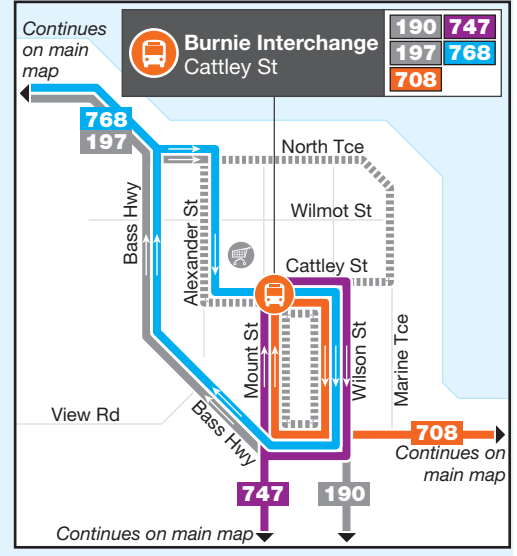 Continues
on main
map
Burnie Interchange
Cattley St
190 747
197 768
708
768
197
North Tce
Wilmot St
Bass Hwy
Alexander St
Cattley St
Mount St
Wilson St
Marine Tce
View Rd
Bass Hwy
708
Continues on
main map
747
190
Continues on main map